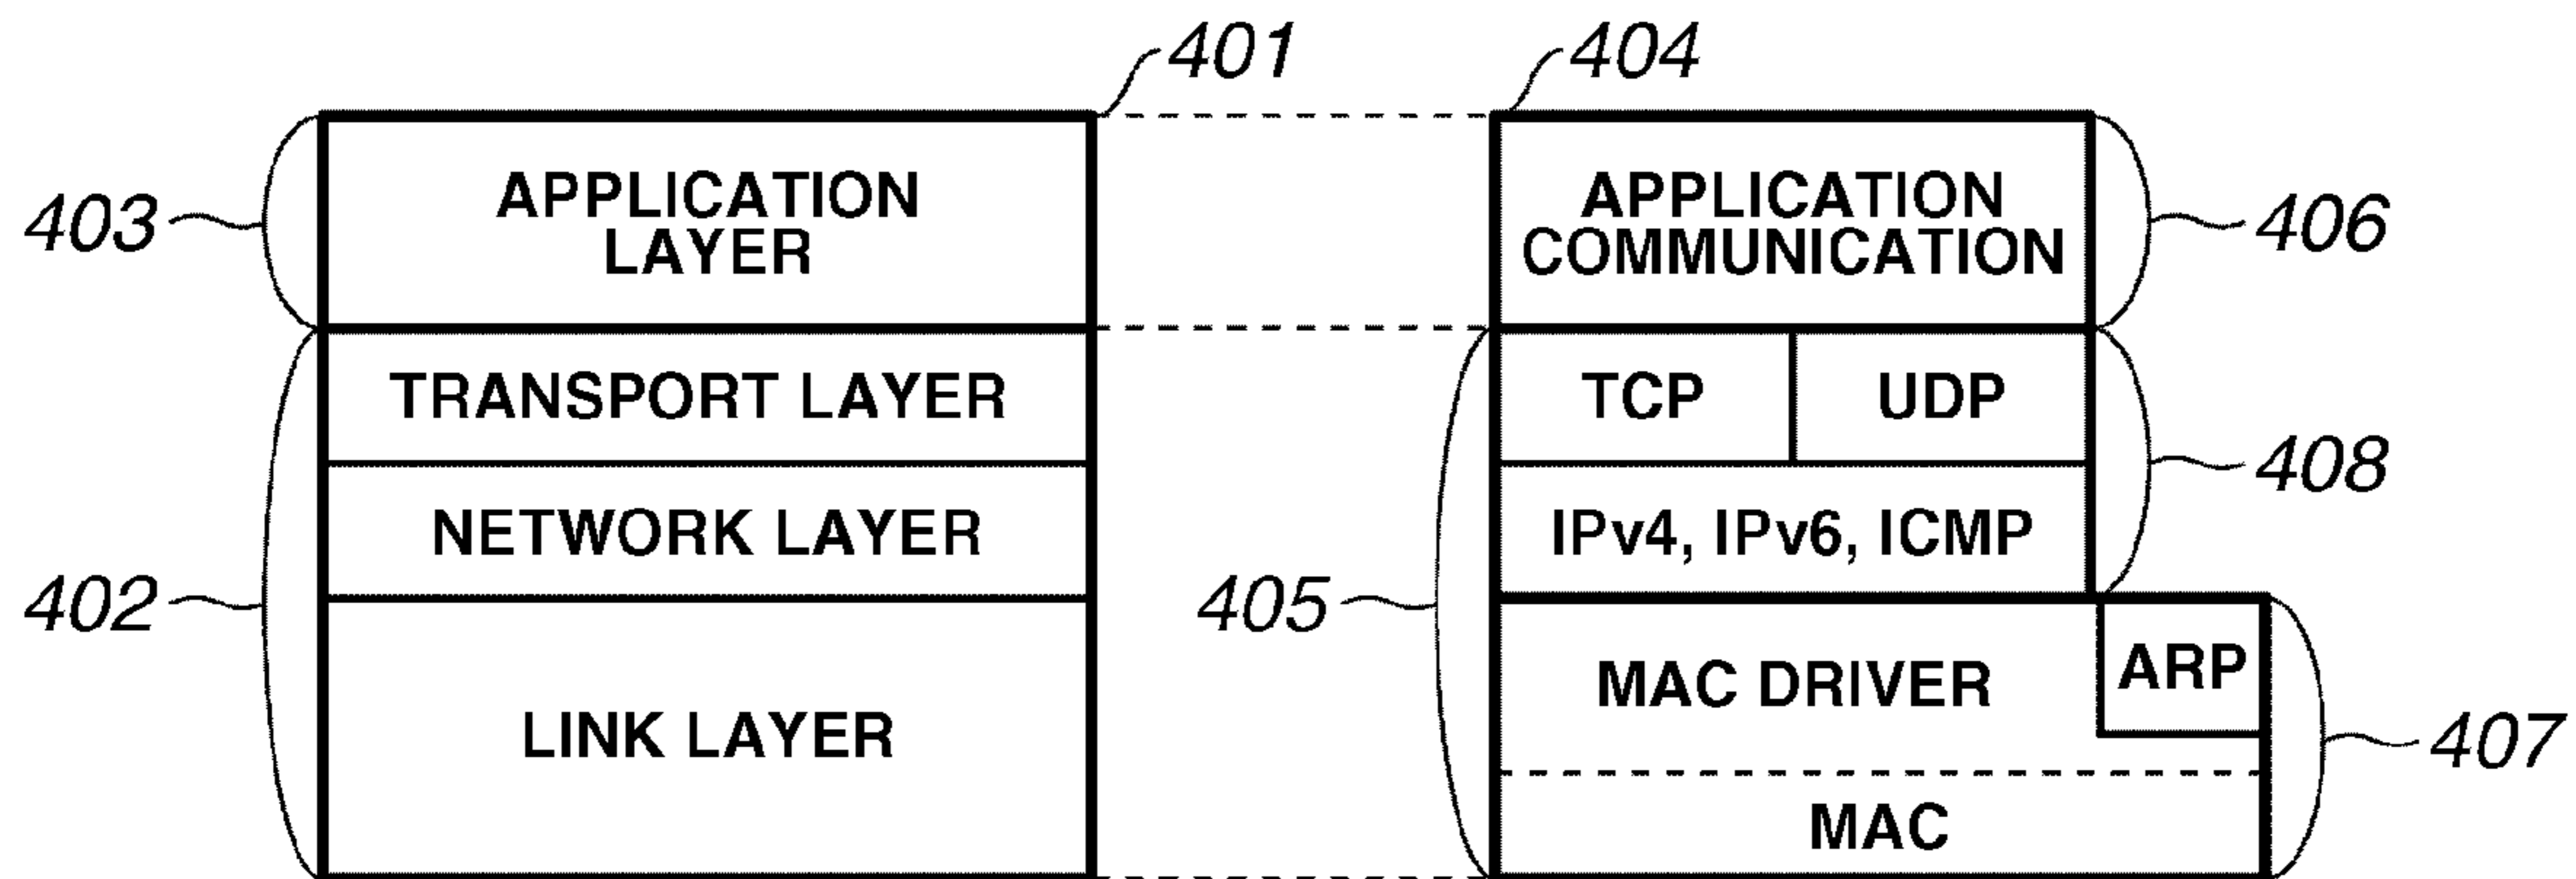 401
404
403
APPLICATION
LAYER
APPLICATION
COMMUNICATION
406
TRANSPORT LAYER
TCP
UDP
408
NETWORK LAYER
IPv4, IPv6, ICMP
402
405
LINK LAYER
MAC DRIVER
ARP
407
MAC